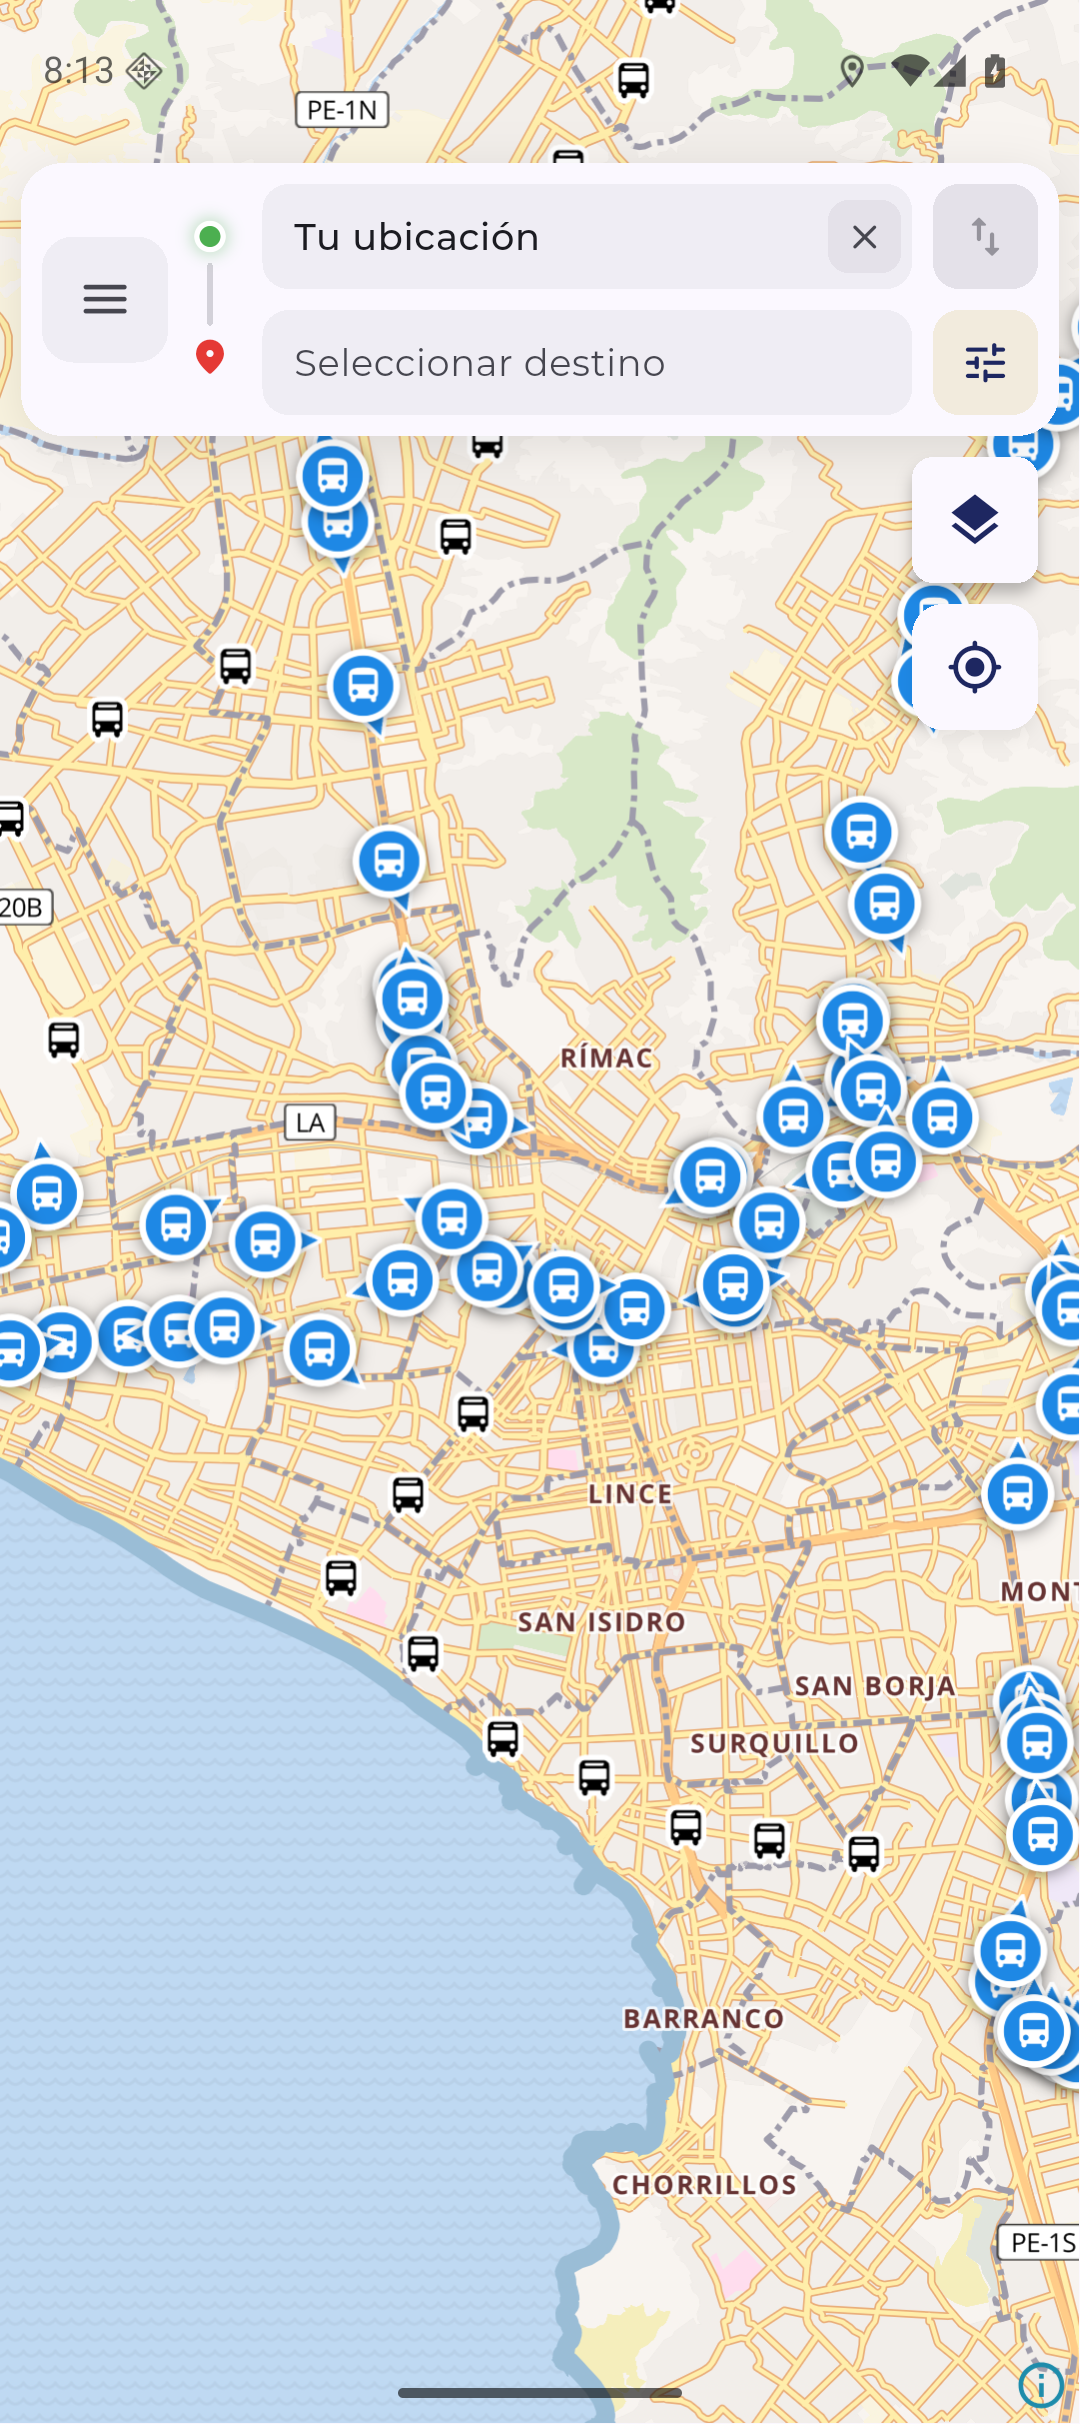 8:13
PE-1N
Tu ubicación
Seleccionar destino
20B
RÍMAC
LA
LINCE
MONT
SAN ISIDRO
SAN BORJA
SURQUILLO
BARRANCO
CHORRILLOS
PE-1S